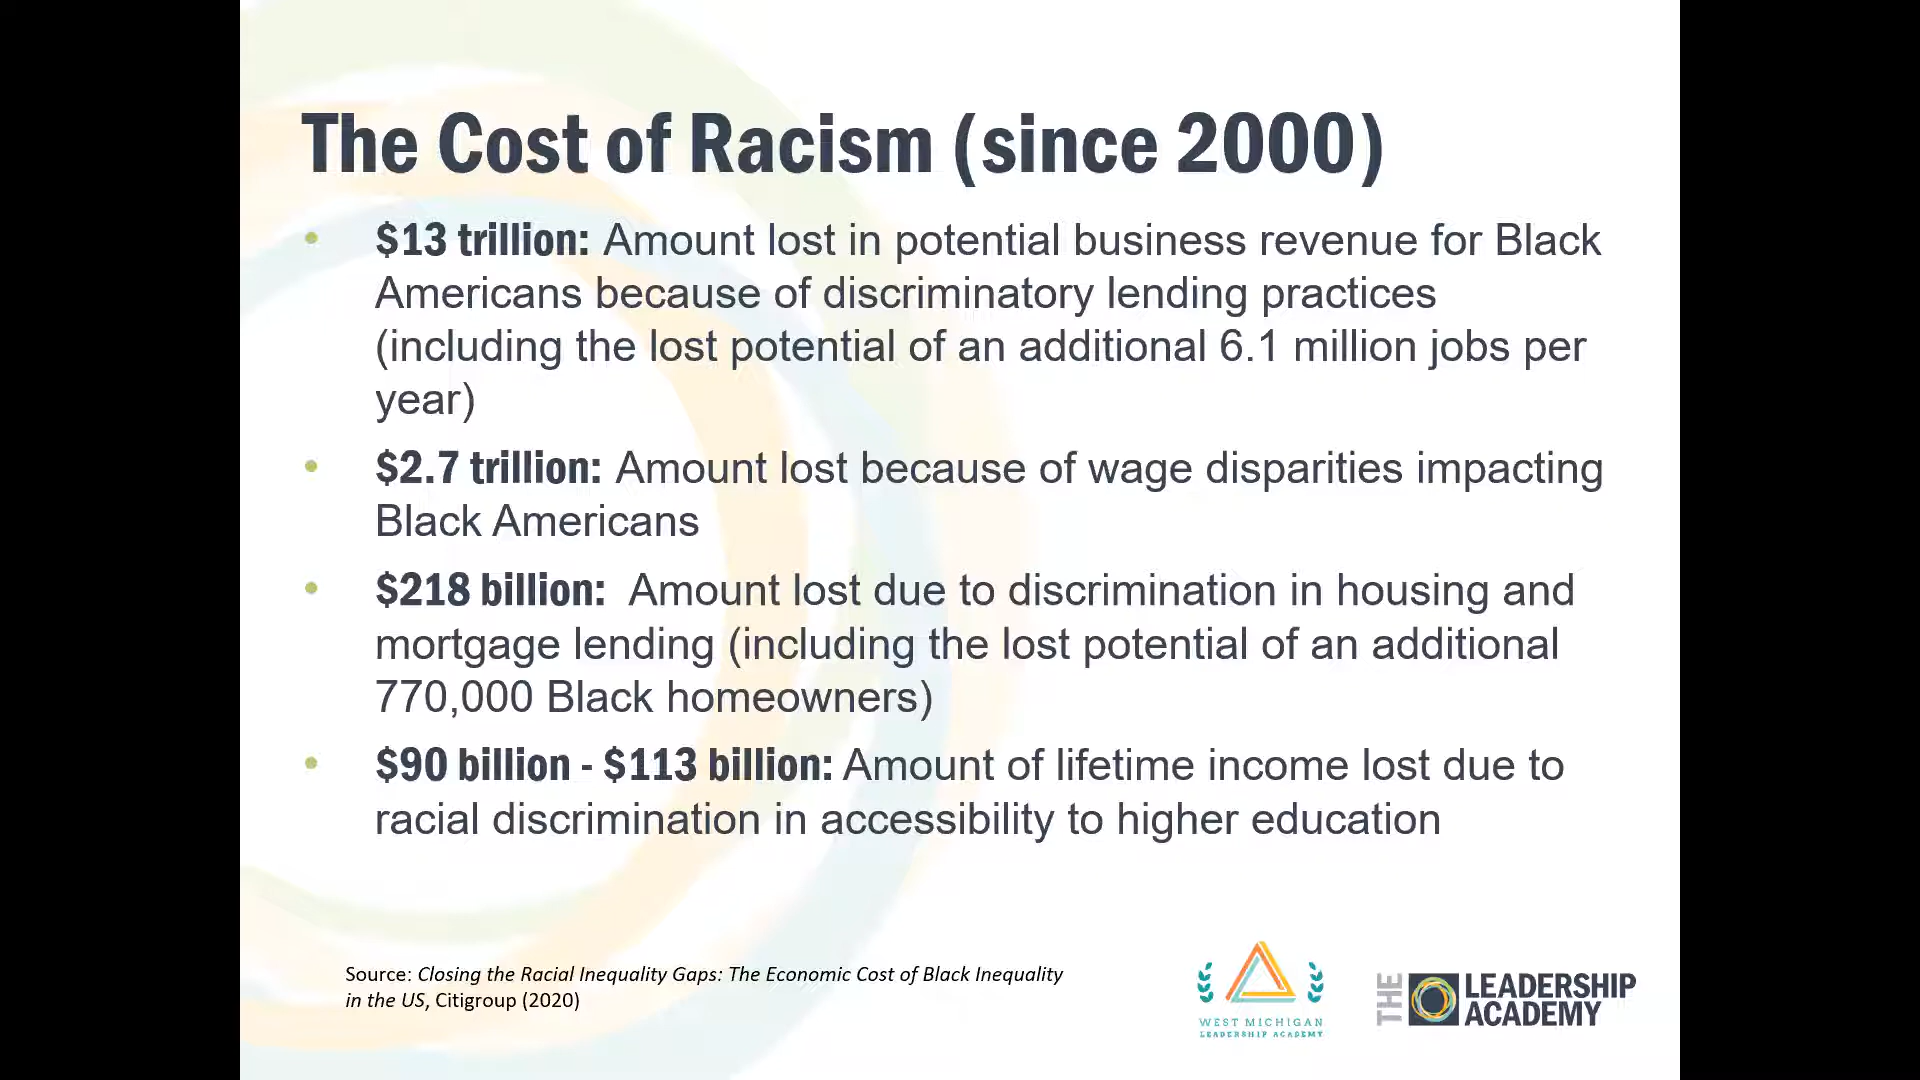 The Cost of Racism (since 2000)
• $13 trillion: Amount lost in potential business revenue for Black
Americans because of discriminatory lending practices
(including the lost potential of an additional 6.1 million jobs per
year)
• $2.7 trillion: Amount lost because of wage disparities impacting
Black Americans
• $218 billion:  Amount lost due to discrimination in housing and
mortgage lending (including the lost potential of an additional
770,000 Black homeowners)
• $90 billion - $113 billion: Amount of lifetime income lost due to
racial discrimination in accessibility to higher education
Source: Closing the Racial Inequality Gaps: The Economic Cost of Black Inequality
in the US, Citigroup (2020)
WEST MICHIGAN
LEADERSHIP ACADEMY
THE LEADERSHIP
ACADEMY